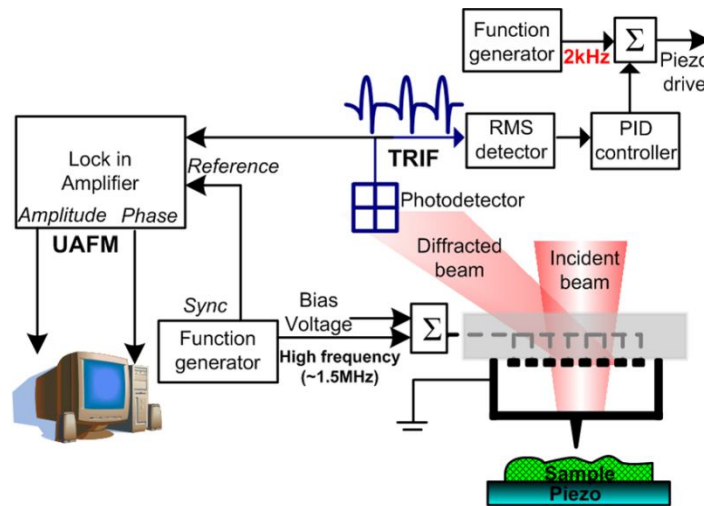 Function
generator
2kHz
Σ
Piezo
drive
RMS
detector
PID
controller
TRIF
Lock in
Amplifier
Reference
Amplitude Phase
UAFM
Photodetector
Diffracted
beam
Incident
beam
Sync
Function
generator
Bias
Voltage
High frequency
(~1.5MHz)
Σ
Sample
Piezo